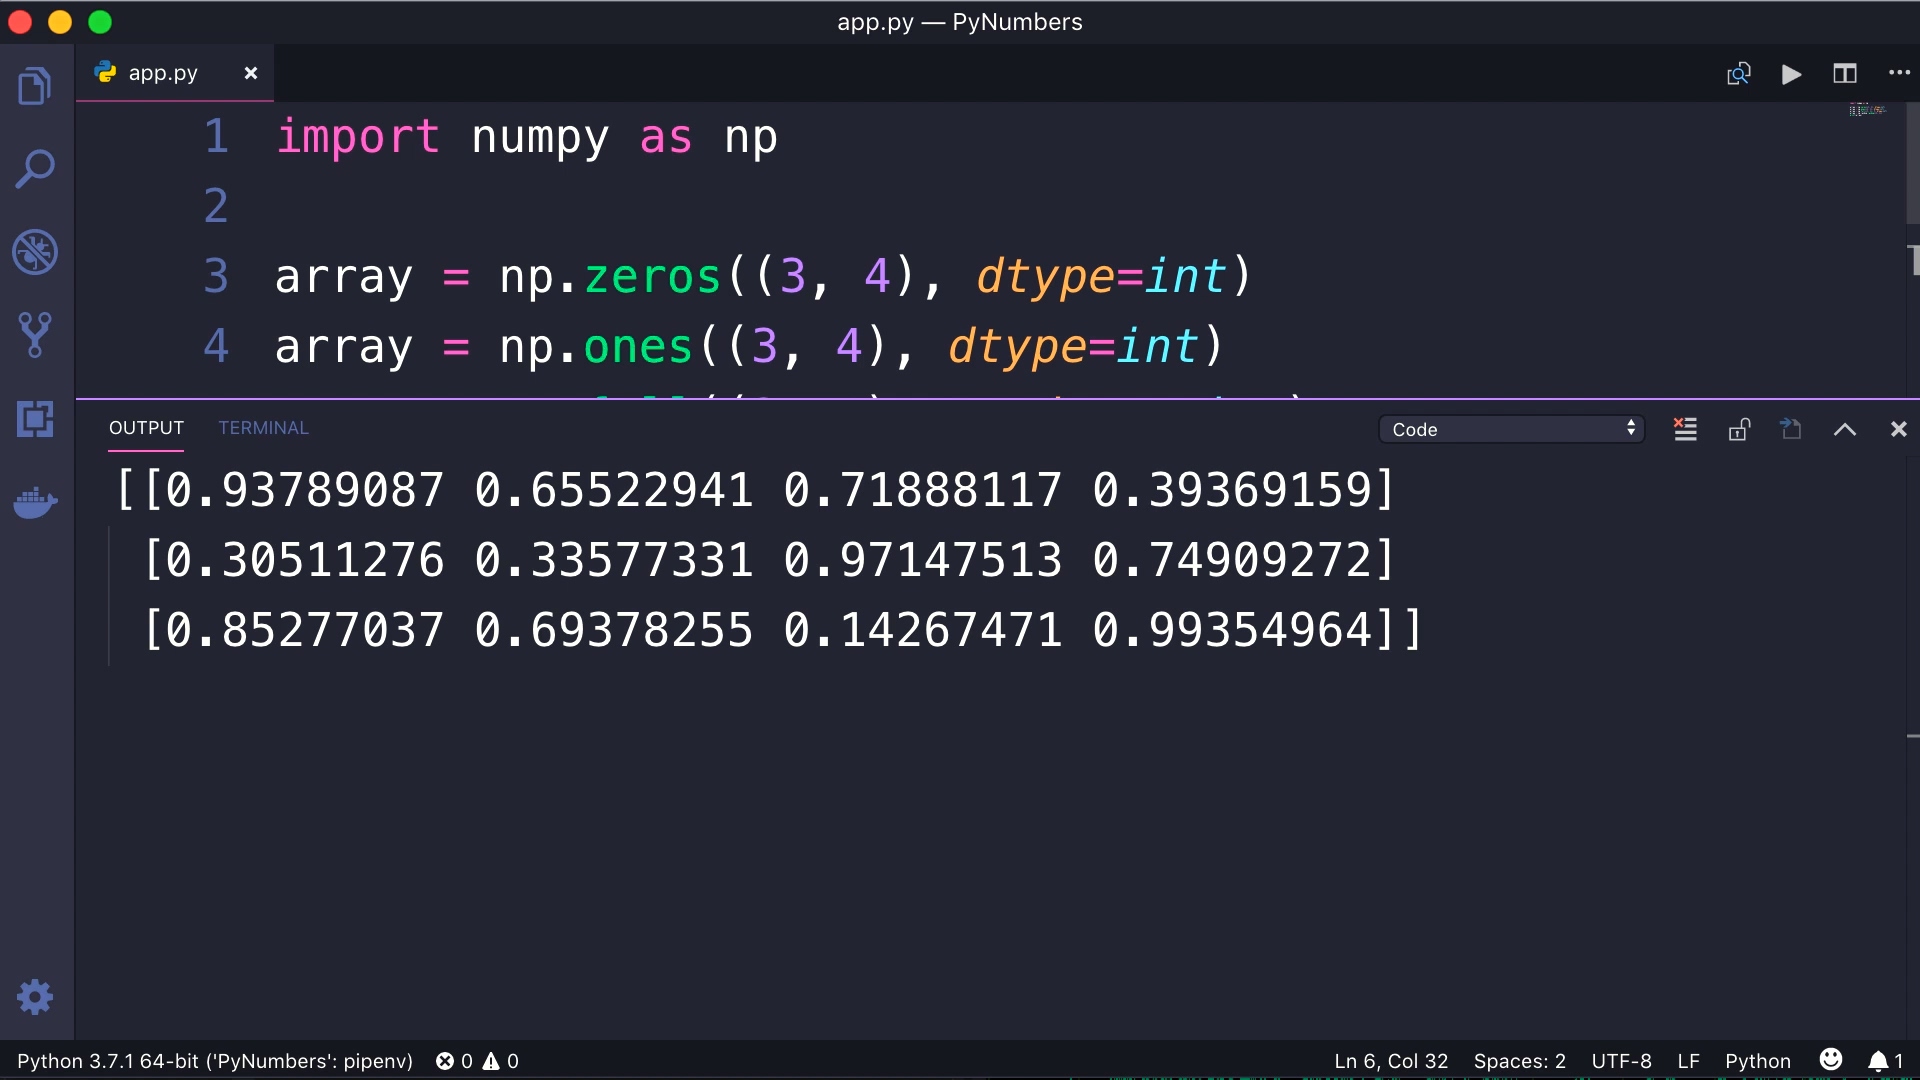 app.py — PyNumbers
app.py
1 import numpy as np
2
3 array = np.zeros((3, 4), dtype=int)
4 array = np.ones((3, 4), dtype=int)
OUTPUT TERMINAL Code
[[0.93789087 0.65522941 0.71888117 0.39369159]
[0.30511276 0.33577331 0.97147513 0.74909272]
[0.85277037 0.69378255 0.14267471 0.99354964]]
Python 3.7.1 64-bit ('PyNumbers': pipenv) 0 0 Ln 6, Col 32 Spaces: 2 UTF-8 LF Python 1